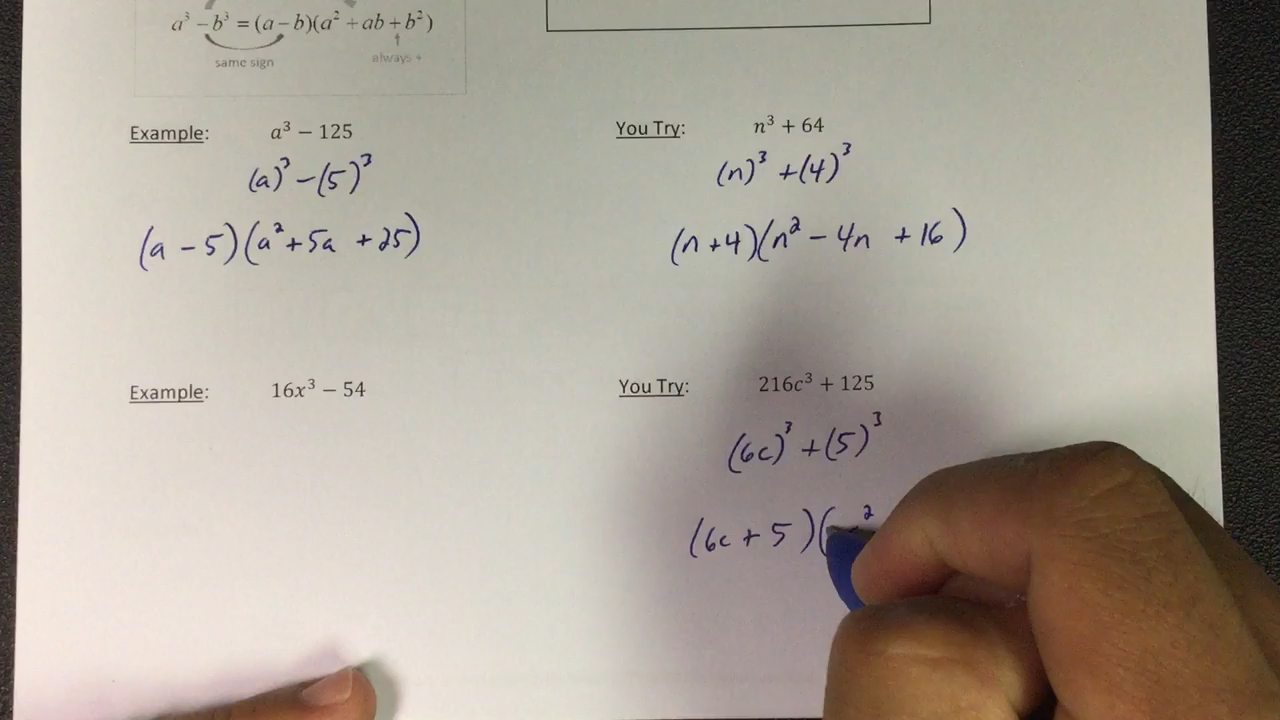 a³ − b³ = (a − b)(a² + ab + b²)
same sign
always +
Example: a³ − 125
(a)³ − (5)³
(a − 5)(a² + 5a + 25)
You Try: n³ + 64
(n)³ + (4)³
(n + 4)(n² − 4n + 16)
Example: 16x³ − 54
You Try: 216c³ + 125
(6c)³ + (5)³
(6c + 5)( ²